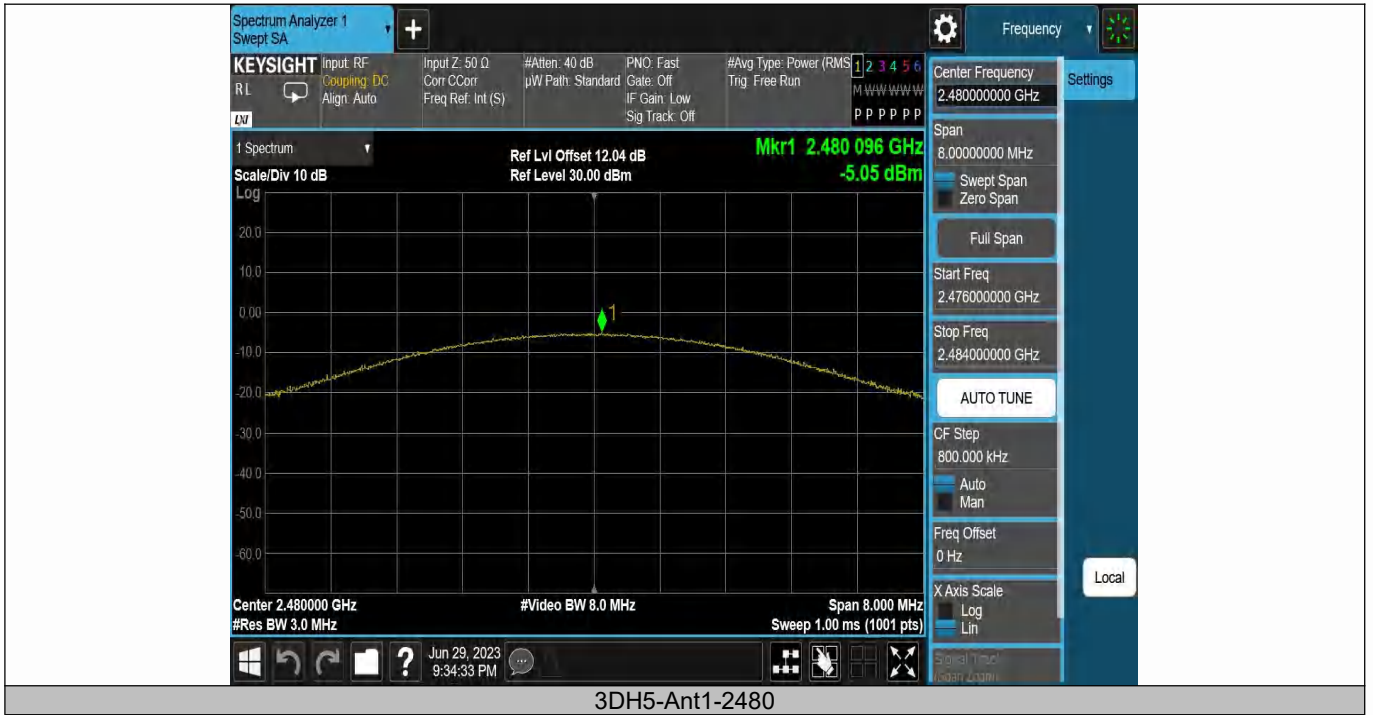 Spectrum Analyzer 1
Swept SA
+
Frequency
KEYSIGHT
RL
LXI
Input: RF
Coupling: DC
Align: Auto
Input Z: 50 Ω
Corr CCorr
Freq Ref: Int (S)
#Atten: 40 dB
µW Path: Standard
PNO: Fast
Gate: Off
IF Gain: Low
Sig Track: Off
#Avg Type: Power (RMS
Trig: Free Run
1 2 3 4 5 6
M W W W W W
P P P P P P
1 Spectrum
Scale/Div 10 dB
Log
Ref Lvl Offset 12.04 dB
Ref Level 30.00 dBm
Mkr1 2.480 096 GHz
-5.05 dBm
20.0
10.0
0.00
-10.0
-20.0
-30.0
-40.0
-50.0
-60.0
1
Center 2.480000 GHz
#Res BW 3.0 MHz
#Video BW 8.0 MHz
Span 8.000 MHz
Sweep 1.00 ms (1001 pts)
Center Frequency
2.480000000 GHz
Settings
Span
8.00000000 MHz
Swept Span
Zero Span
Full Span
Start Freq
2.476000000 GHz
Stop Freq
2.484000000 GHz
AUTO TUNE
CF Step
800.000 kHz
Auto
Man
Freq Offset
0 Hz
X Axis Scale
Log
Lin
Signal Track
(Span Zoom)
Local
?
Jun 29, 2023
9:34:33 PM
3DH5-Ant1-2480